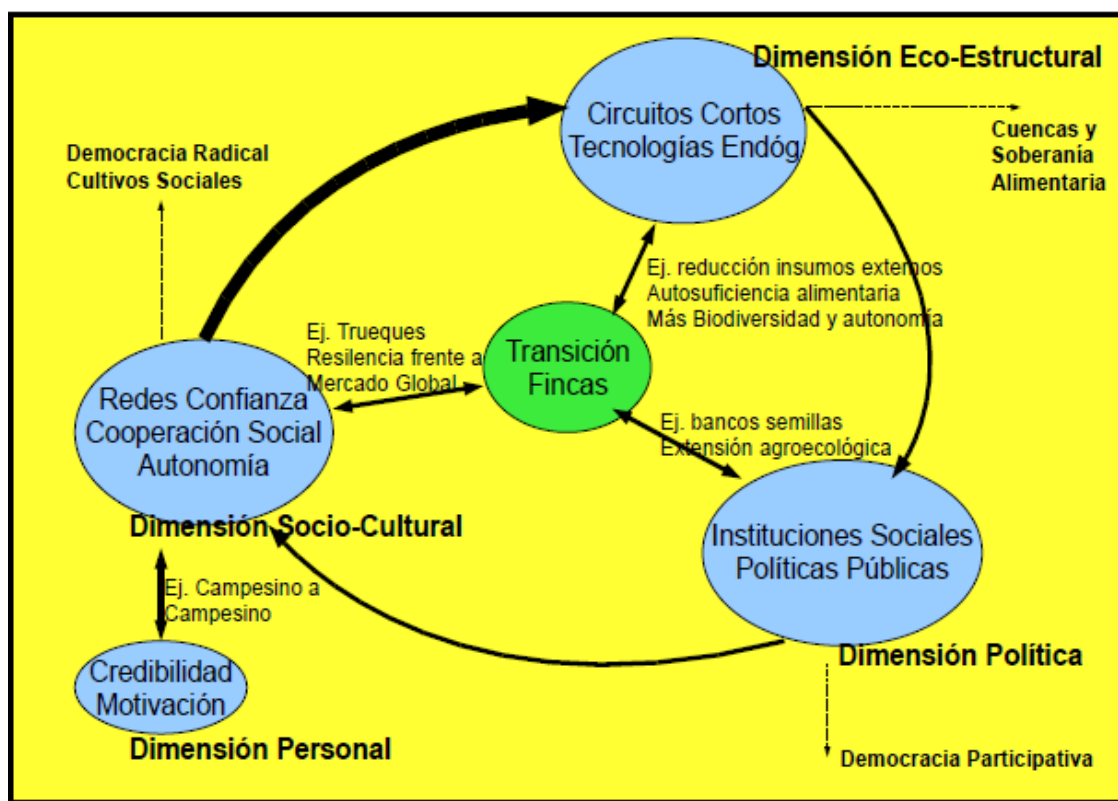 Dimensión Eco-Estructural
Circuitos Cortos
Tecnologías Endóg
Cuencas y
Soberanía
Alimentaria
Democracia Radical
Cultivos Sociales
Ej. reducción insumos externos
Autosuficiencia alimentaria
Más Biodiversidad y autonomía
Ej. Trueques
Resilencia frente a
Mercado Global
Transición
Fincas
Redes Confianza
Cooperación Social
Autonomía
Ej. bancos semillas
Extensión agroecológica
Dimensión Socio-Cultural
Instituciones Sociales
Políticas Públicas
Ej. Campesino a
Campesino
Dimensión Política
Credibilidad
Motivación
Dimensión Personal
Democracia Participativa